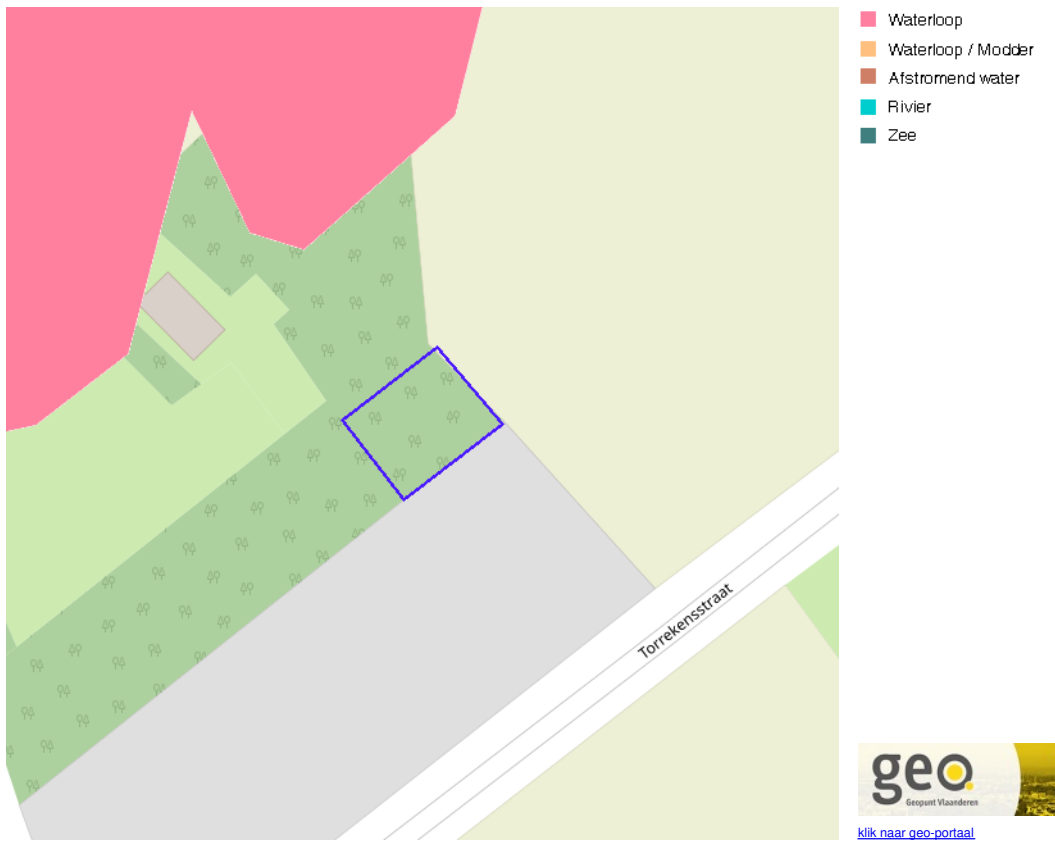 Waterloop
Waterloop / Modder
Afstromend water
Rivier
Zee
Torrekensstraat
geo.
Geopunt Vlaanderen
klik naar geo-portaal